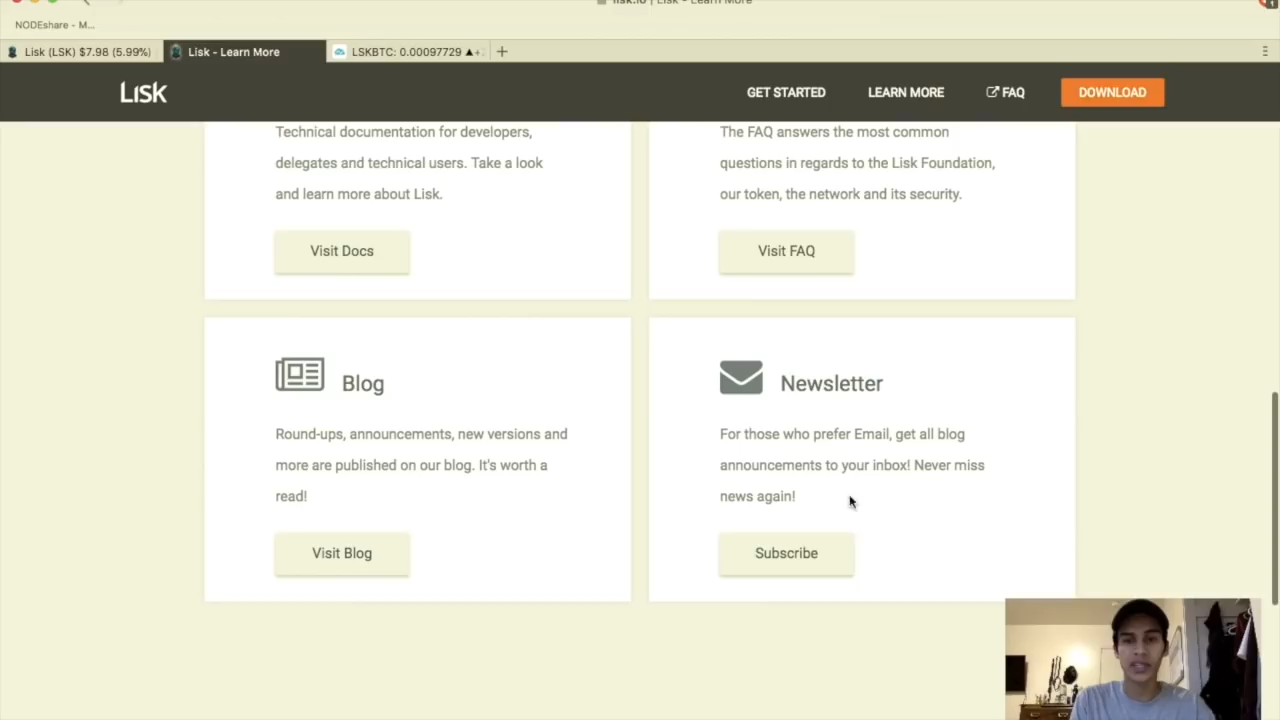 lisk.io | Lisk - Learn More
NODEshare - M...
Lisk (LSK) $7.98 (5.99%)
Lisk - Learn More
LSKBTC: 0.00097729 ▲+
Lisk
GET STARTED
LEARN MORE
FAQ
DOWNLOAD
Technical documentation for developers,
delegates and technical users. Take a look
and learn more about Lisk.
Visit Docs
The FAQ answers the most common
questions in regards to the Lisk Foundation,
our token, the network and its security.
Visit FAQ
Blog
Round-ups, announcements, new versions and
more are published on our blog. It's worth a
read!
Visit Blog
Newsletter
For those who prefer Email, get all blog
announcements to your inbox! Never miss
news again!
Subscribe